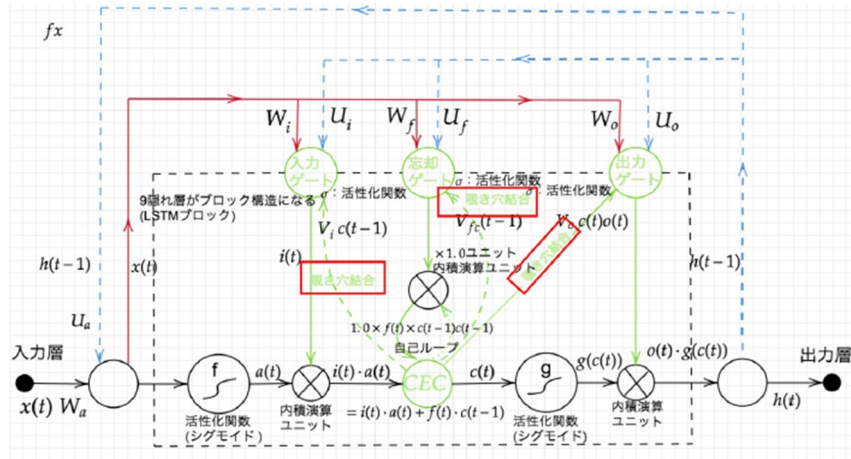 fx
W_i
U_i
W_f
U_f
W_o
U_o
入力
ゲート
忘却
ゲート
出力
ゲート
σ：活性化関数
σ：活性化関数
σ：活性化関数
9隠れ層がブロック構造になる
(LSTMブロック)
覗き穴結合
V_i c(t−1)
V_fc(t−1)
V_o c(t)o(t)
h(t−1)
x(t)
i(t)
×1.0ユニット
内積演算ユニット
覗き穴結合
覗き穴結合
h(t−1)
1.0×f(t)×c(t−1)c(t−1)
自己ループ
U_a
入力層
f
a(t)
i(t)·a(t)
CEC
c(t)
g
g(c(t))
o(t)·g(c(t))
出力層
x(t) W_a
活性化関数
(シグモイド)
内積演算
ユニット
=i(t)·a(t)+f(t)·c(t−1)
活性化関数
(シグモイド)
内積演算
ユニット
h(t)